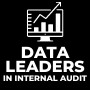 DATA
LEADERS
IN INTERNAL AUDIT